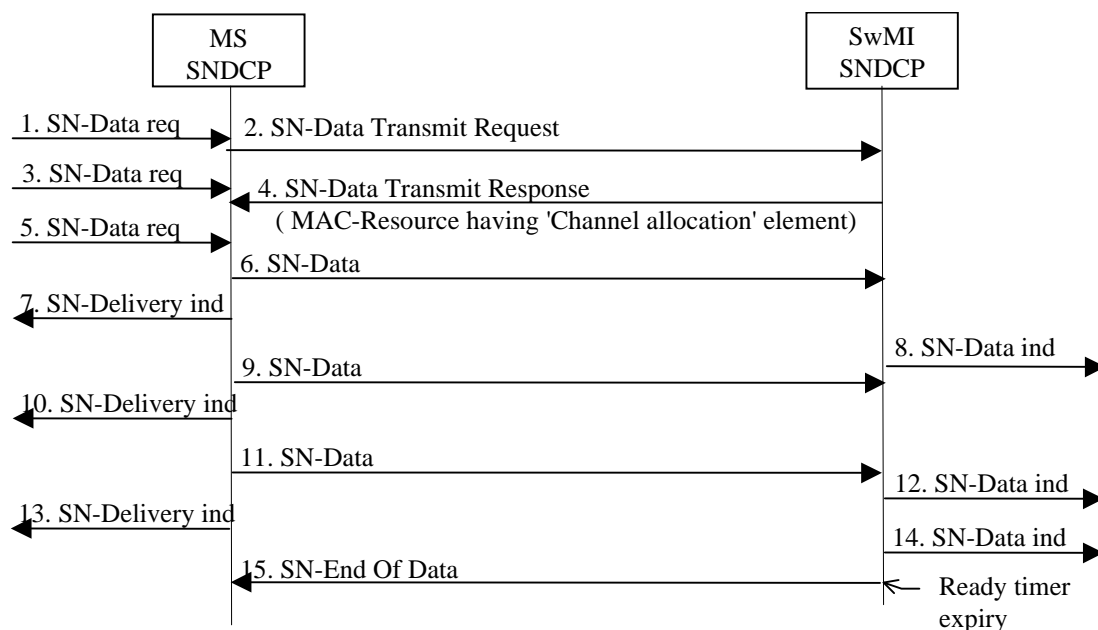 MS
SNDCP
SwMI
SNDCP
1. SN-Data req
2. SN-Data Transmit Request
3. SN-Data req
4. SN-Data Transmit Response
( MAC-Resource having 'Channel allocation' element)
5. SN-Data req
6. SN-Data
7. SN-Delivery ind
8. SN-Data ind
9. SN-Data
10. SN-Delivery ind
11. SN-Data
12. SN-Data ind
13. SN-Delivery ind
14. SN-Data ind
15. SN-End Of Data
Ready timer
expiry